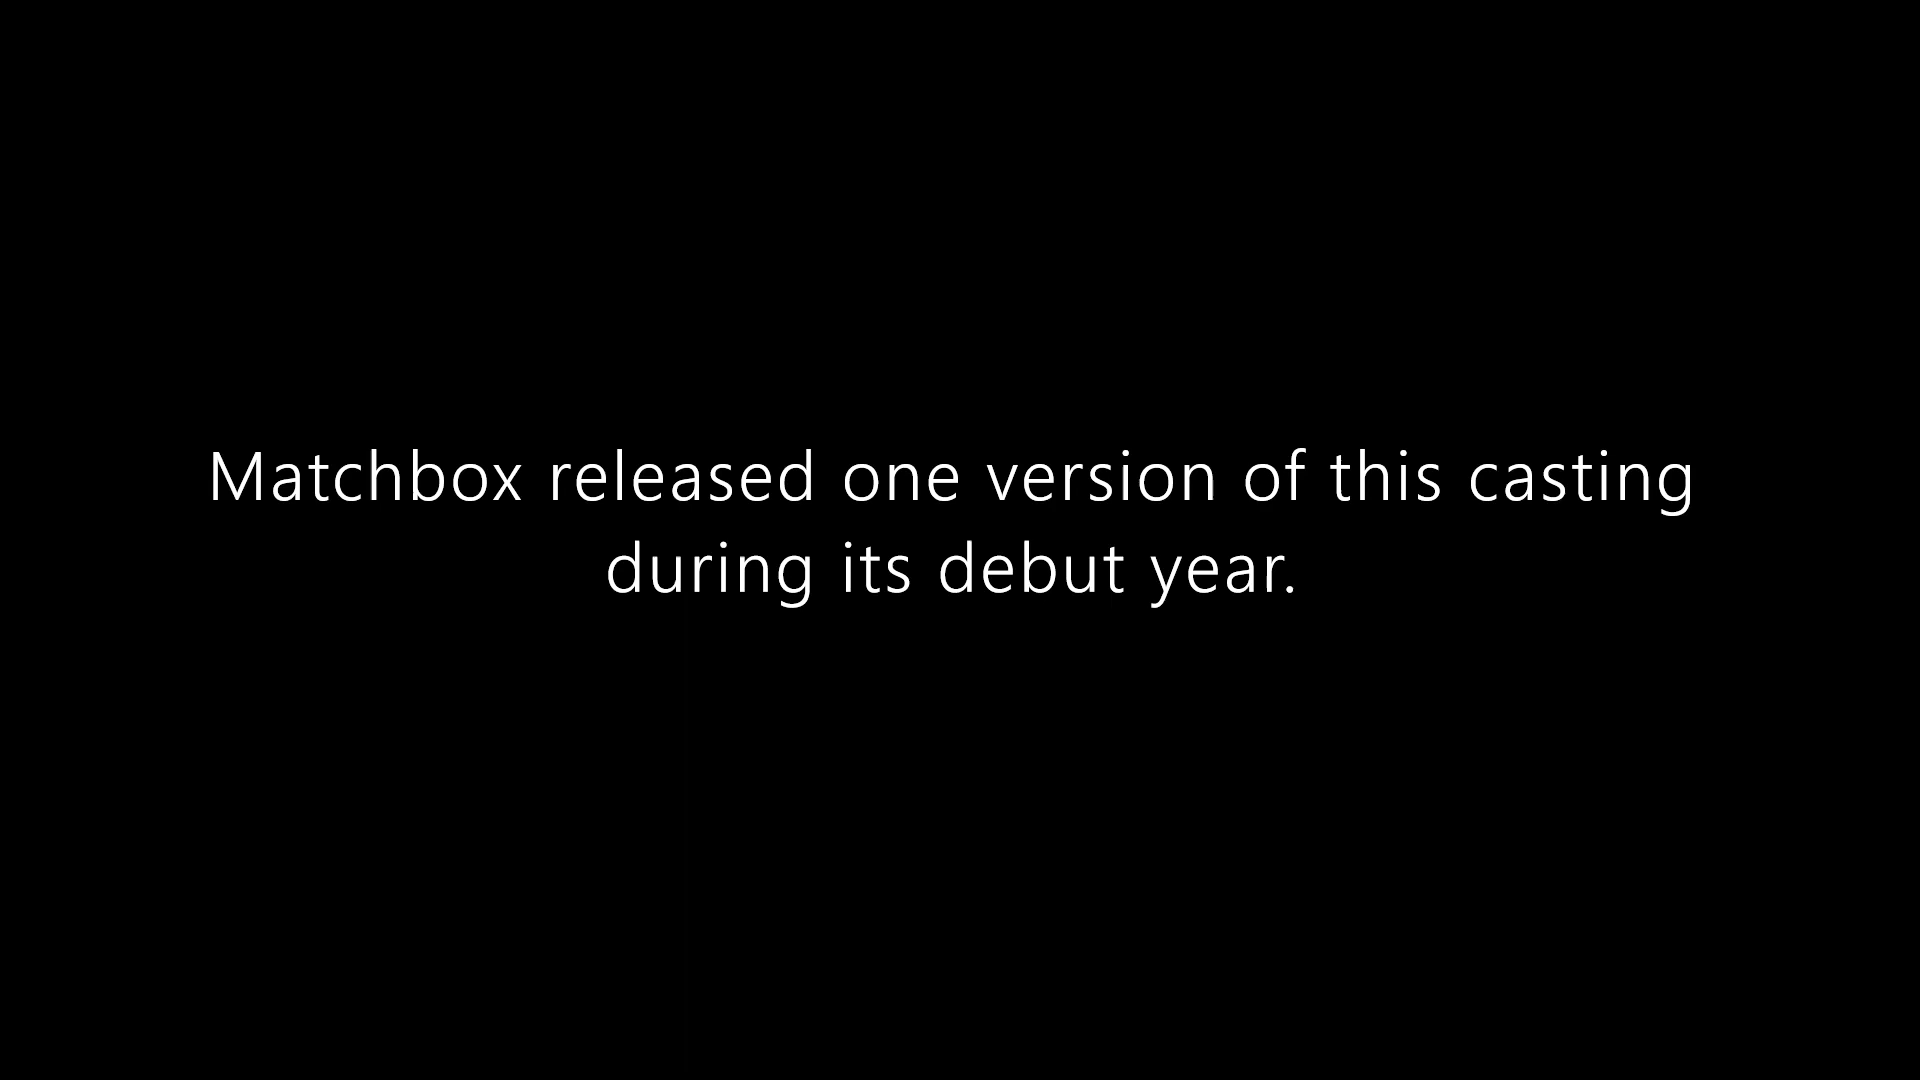 Matchbox released one version of this casting
during its debut year.